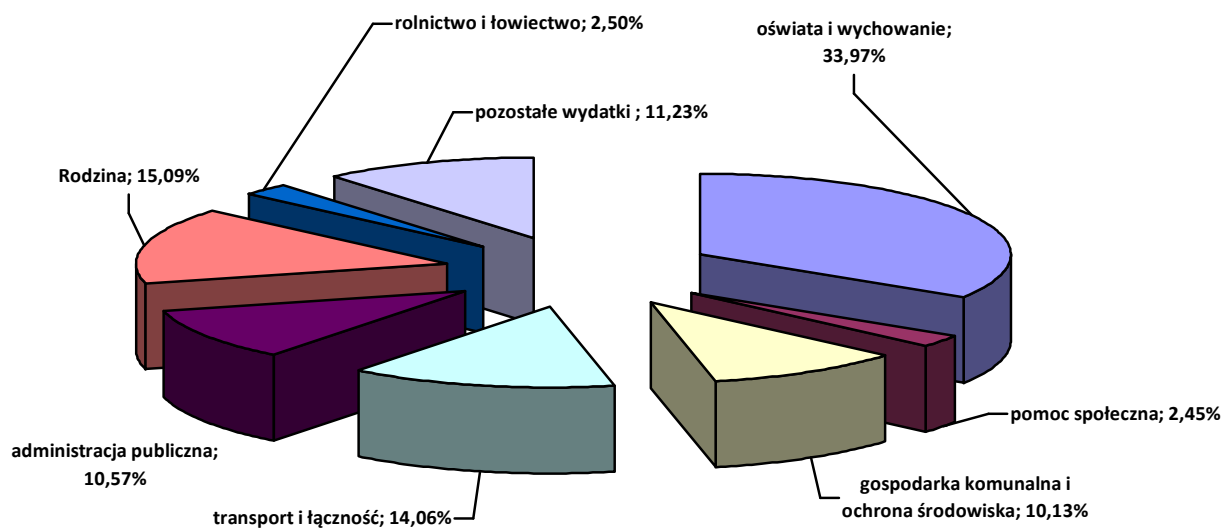 rolnictwo i łowiectwo; 2,50%
oświata i wychowanie;
33,97%
pozostałe wydatki ; 11,23%
Rodzina; 15,09%
pomoc społeczna; 2,45%
administracja publiczna;
10,57%
gospodarka komunalna i
ochrona środowiska; 10,13%
transport i łączność; 14,06%